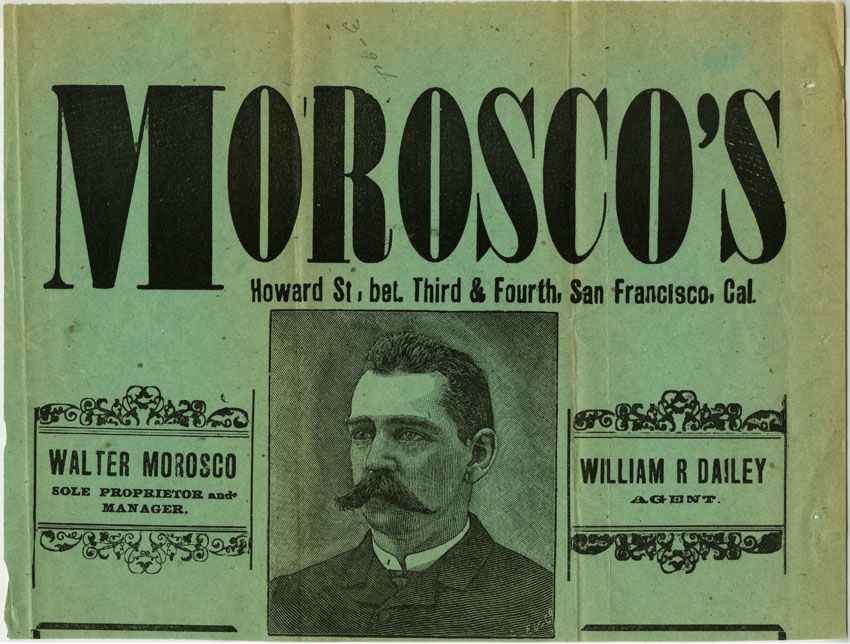 MOROSCO'S
Howard St, bet. Third & Fourth, San Francisco, Cal.
WALTER MOROSCO
SOLE PROPRIETOR and
MANAGER.
WILLIAM R DAILEY
AGENT.